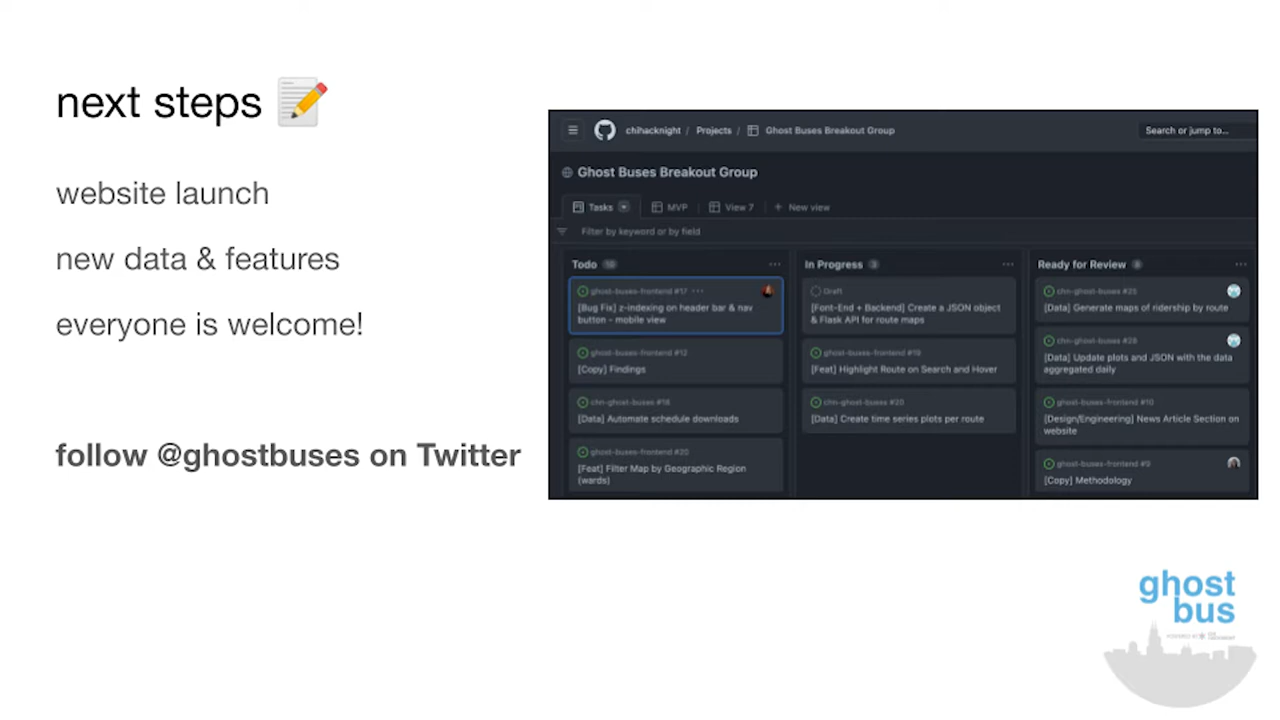 next steps
website launch
new data & features
everyone is welcome!
follow @ghostbuses on Twitter
chihacknight / Projects / Ghost Buses Breakout Group
Search or jump to...
Ghost Buses Breakout Group
Tasks
MVP
View 7
+ New view
Filter by keyword or by field
Todo 10
ghost-buses-frontend #17 ...
[Bug Fix] z-indexing on header bar & nav
button - mobile view
ghost-buses-frontend #12
[Copy] Findings
chn-ghost-buses #16
[Data] Automate schedule downloads
ghost-buses-frontend #20
[Feat] Filter Map by Geographic Region
(wards)
In Progress 3
Draft
[Font-End + Backend] Create a JSON object
& Flask API for route maps
ghost-buses-frontend #19
[Feat] Highlight Route on Search and Hover
chn-ghost-buses #20
[Data] Create time series plots per route
Ready for Review
chn-ghost-buses #25
[Data] Generate maps of ridership by route
chn-ghost-buses #28
[Data] Update plots and JSON with the data
aggregated daily
ghost-buses-frontend #10
[Design/Engineering] News Article Section on
website
ghost-buses-frontend #9
[Copy] Methodology
ghost
bus